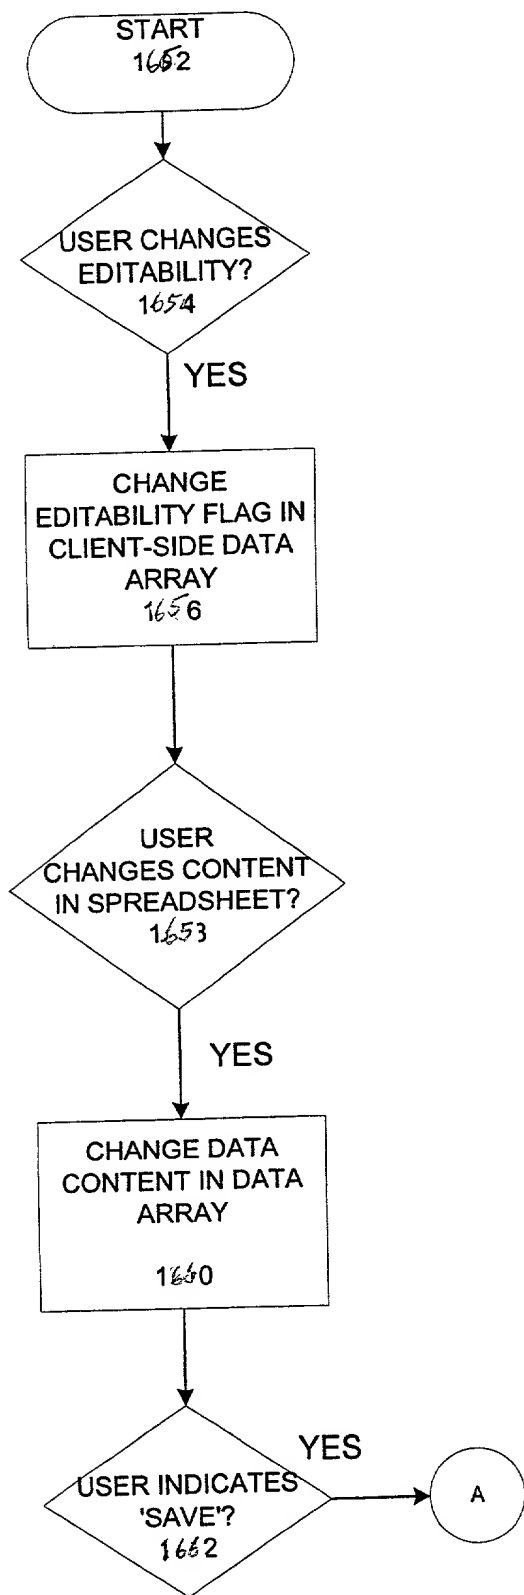 START
1652
USER CHANGES
EDITABILITY?
1654
YES
CHANGE
EDITABILITY FLAG IN
CLIENT-SIDE DATA
ARRAY
1656
USER
CHANGES CONTENT
IN SPREADSHEET?
1653
YES
CHANGE DATA
CONTENT IN DATA
ARRAY
1660
YES
USER INDICATES
'SAVE'?
1662
A